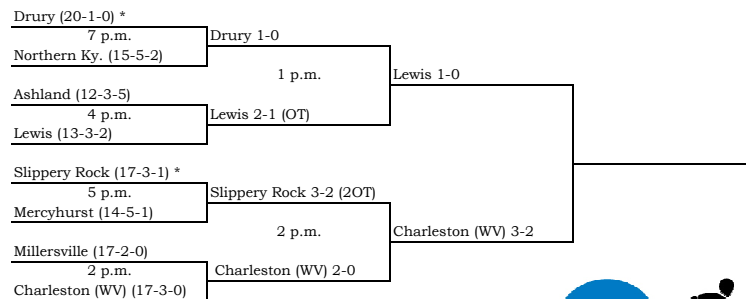 Drury (20-1-0) *
7 p.m.
Drury 1-0
Northern Ky. (15-5-2)
1 p.m.
Lewis 1-0
Ashland (12-3-5)
4 p.m.
Lewis 2-1 (OT)
Lewis (13-3-2)
Slippery Rock (17-3-1) *
5 p.m.
Slippery Rock 3-2 (2OT)
Mercyhurst (14-5-1)
2 p.m.
Charleston (WV) 3-2
Millersville (17-2-0)
2 p.m.
Charleston (WV) 2-0
Charleston (WV) (17-3-0)